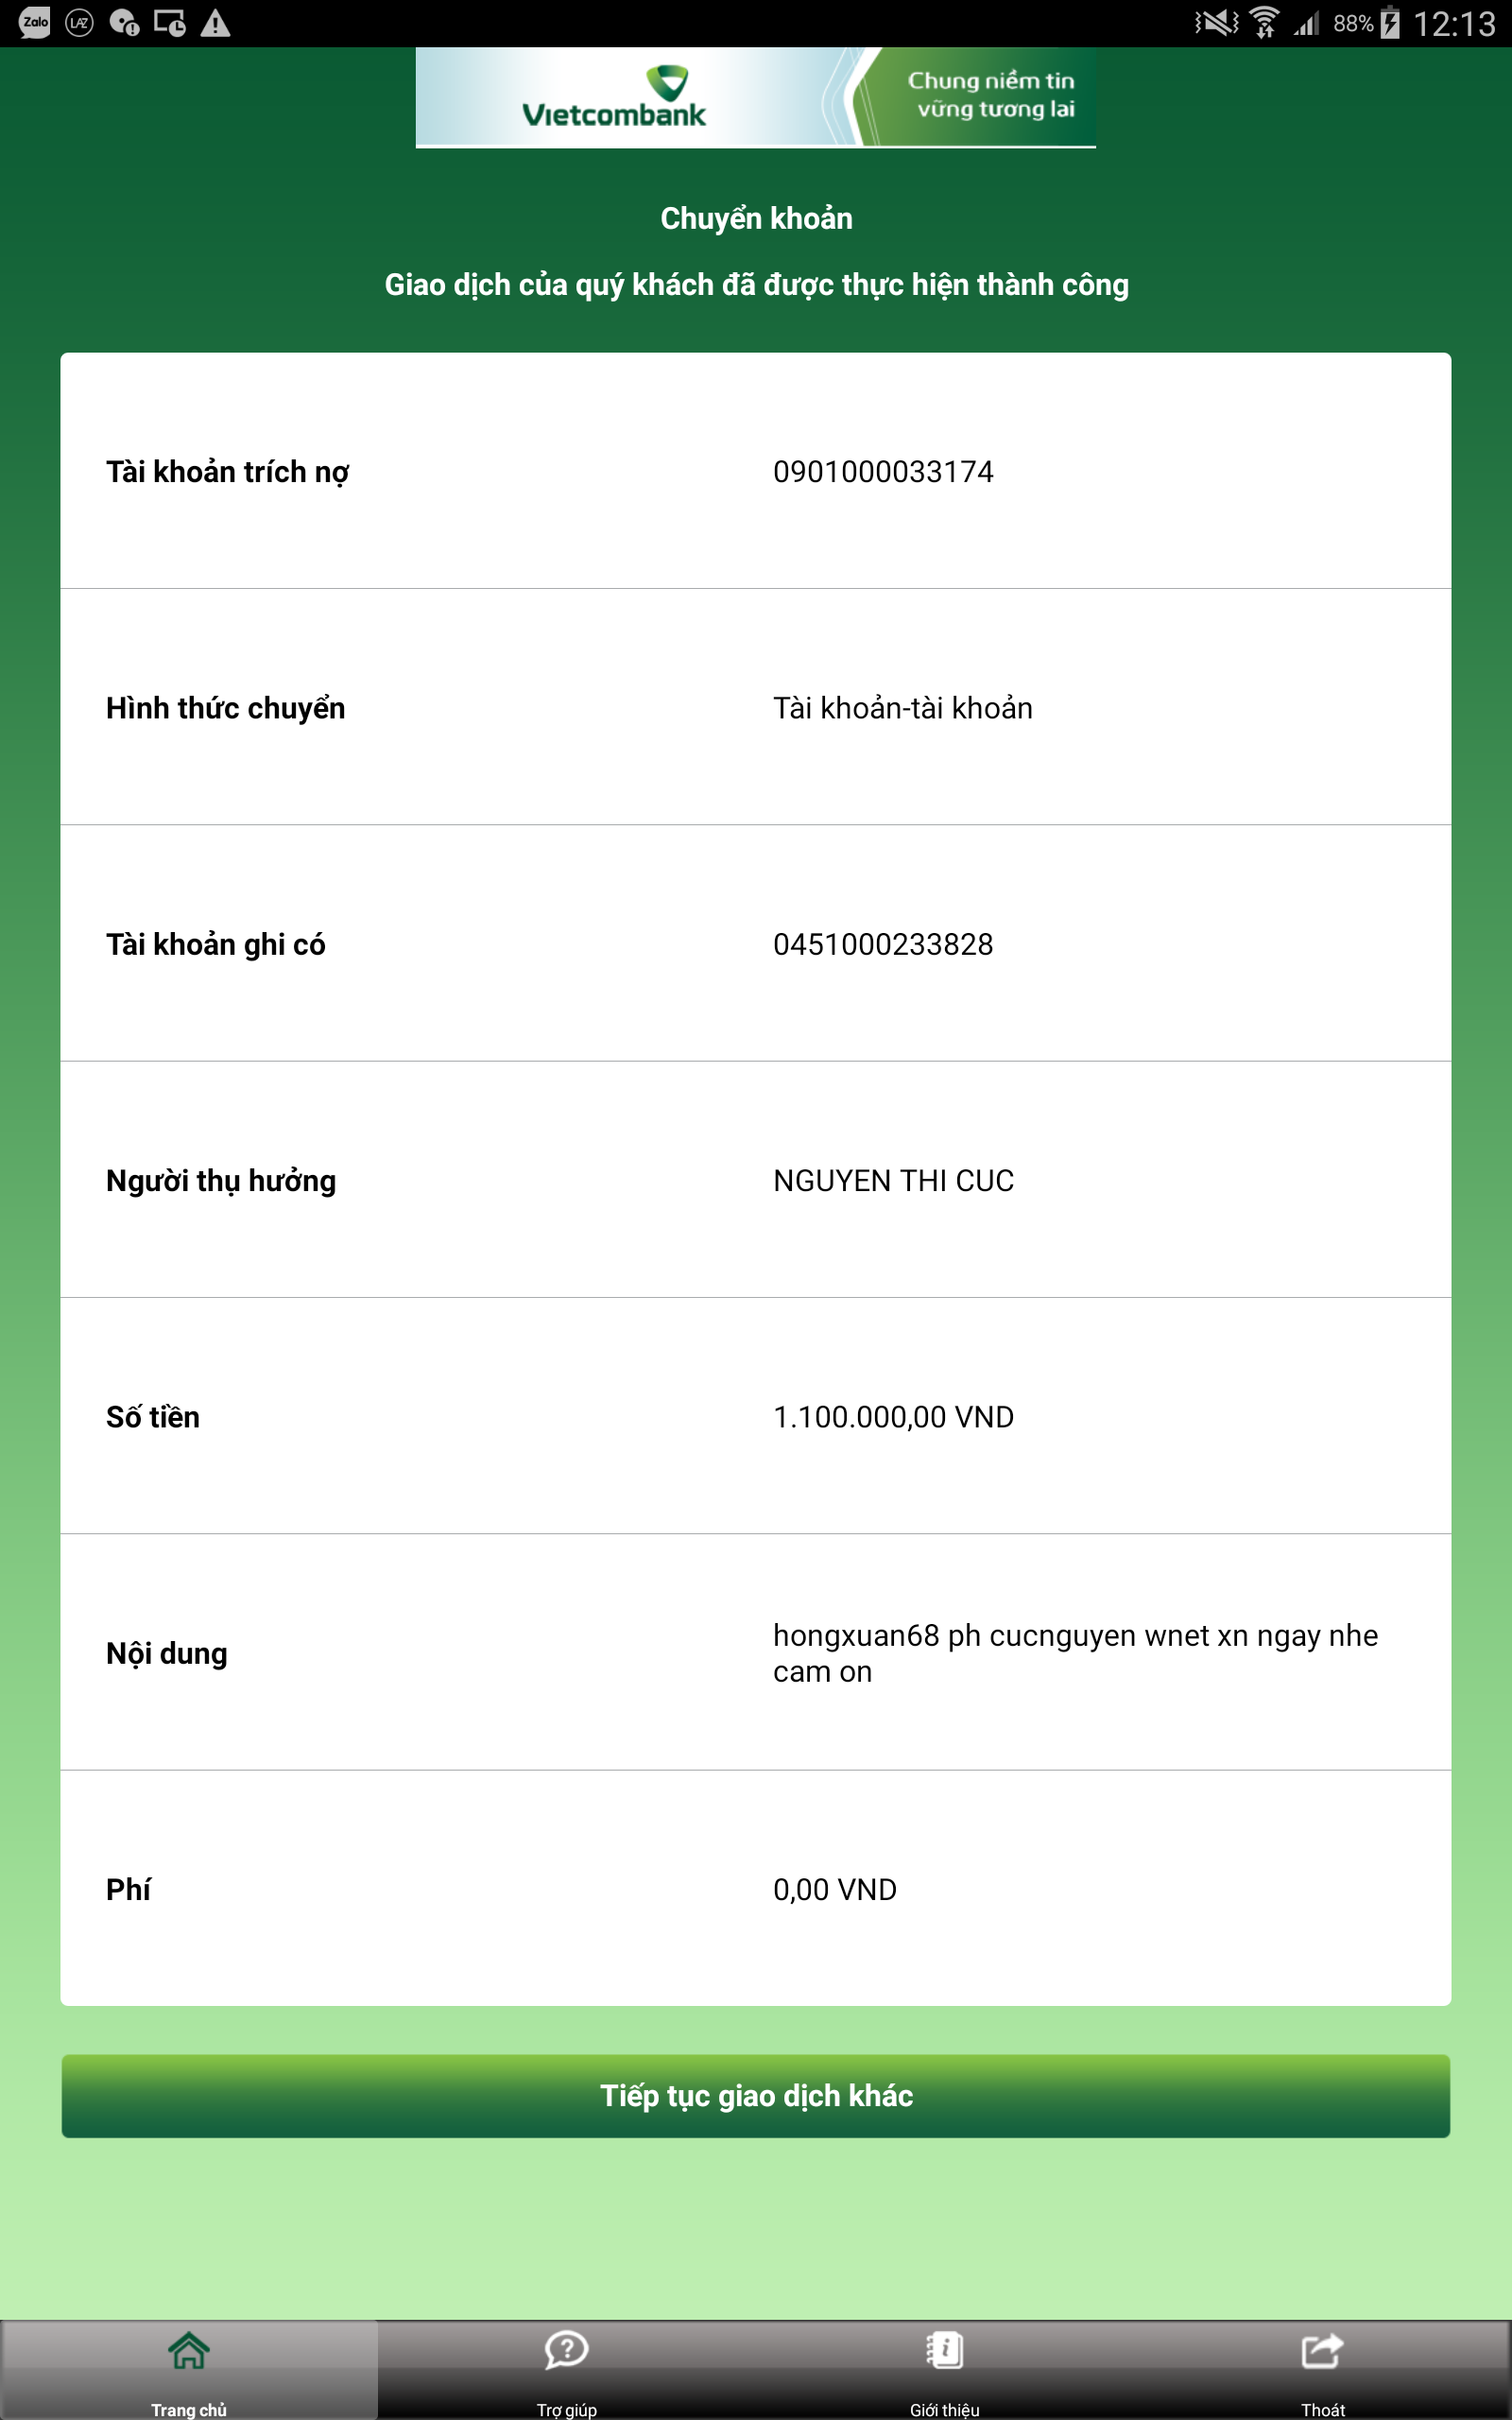 Zalo LAZ 88% 12:13
Vietcombank
Chung niềm tin
vững tương lai
Chuyển khoản
Giao dịch của quý khách đã được thực hiện thành công
Tài khoản trích nợ 0901000033174
Hình thức chuyển Tài khoản-tài khoản
Tài khoản ghi có 0451000233828
Người thụ hưởng NGUYEN THI CUC
Số tiền 1.100.000,00 VND
Nội dung hongxuan68 ph cucnguyen wnet xn ngay nhe
cam on
Phí 0,00 VND
Tiếp tục giao dịch khác
Trang chủ Trợ giúp Giới thiệu Thoát